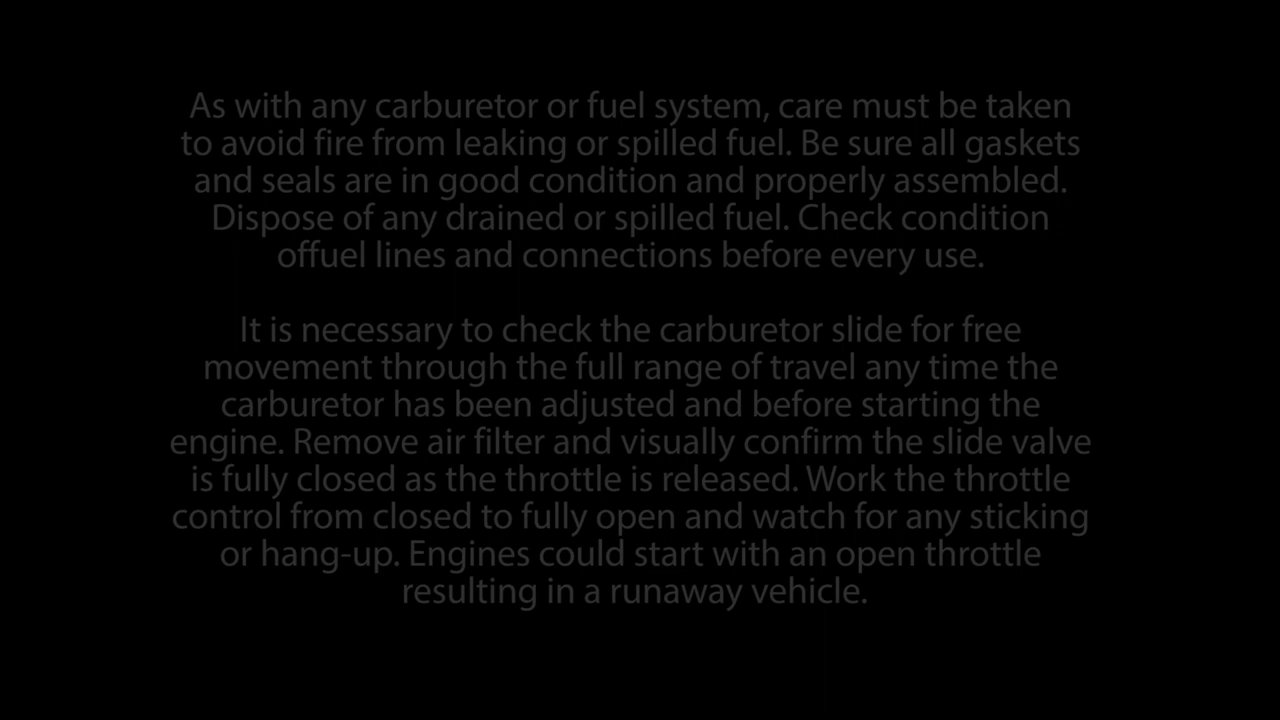 As with any carburetor or fuel system, care must be taken
to avoid fire from leaking or spilled fuel. Be sure all gaskets
and seals are in good condition and properly assembled.
Dispose of any drained or spilled fuel. Check condition
offuel lines and connections before every use.
It is necessary to check the carburetor slide for free
movement through the full range of travel any time the
carburetor has been adjusted and before starting the
engine. Remove air filter and visually confirm the slide valve
is fully closed as the throttle is released. Work the throttle
control from closed to fully open and watch for any sticking
or hang-up. Engines could start with an open throttle
resulting in a runaway vehicle.